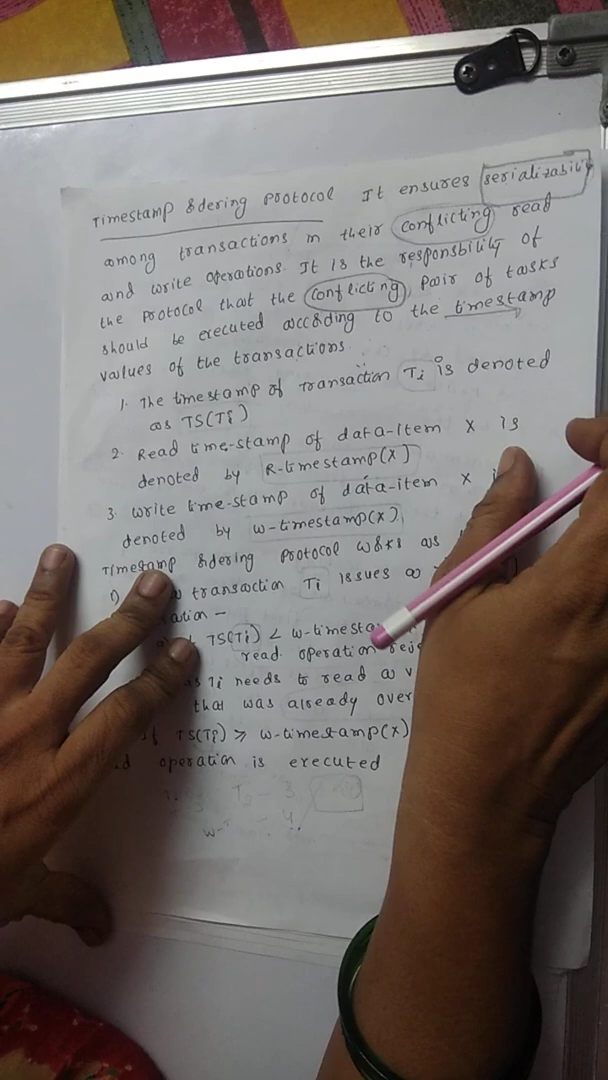 Timestamp Ordering Protocol It ensures serializability
among transactions in their conflicting read
and write operations. It is the responsbility of
the Protocol that the conflicting pair of tasks
should be executed according to the timestamp
values of the transactions.
1. The timestamp of transaction Ti is denoted
as TS(Ti)
2. Read time-stamp of data-item X is
denoted by R-timestamp(X)
3. write time-stamp of data-item X
denoted by w-timestamp(X)
Timestamp Ordering Protocol works as
1) transaction Ti issues a
TS(Ti) < w-timesta
read operation
Ti needs to read a
that was already over
If TS(Ti) ≥ w-timestamp(X)
operation is executed
T2 - 3